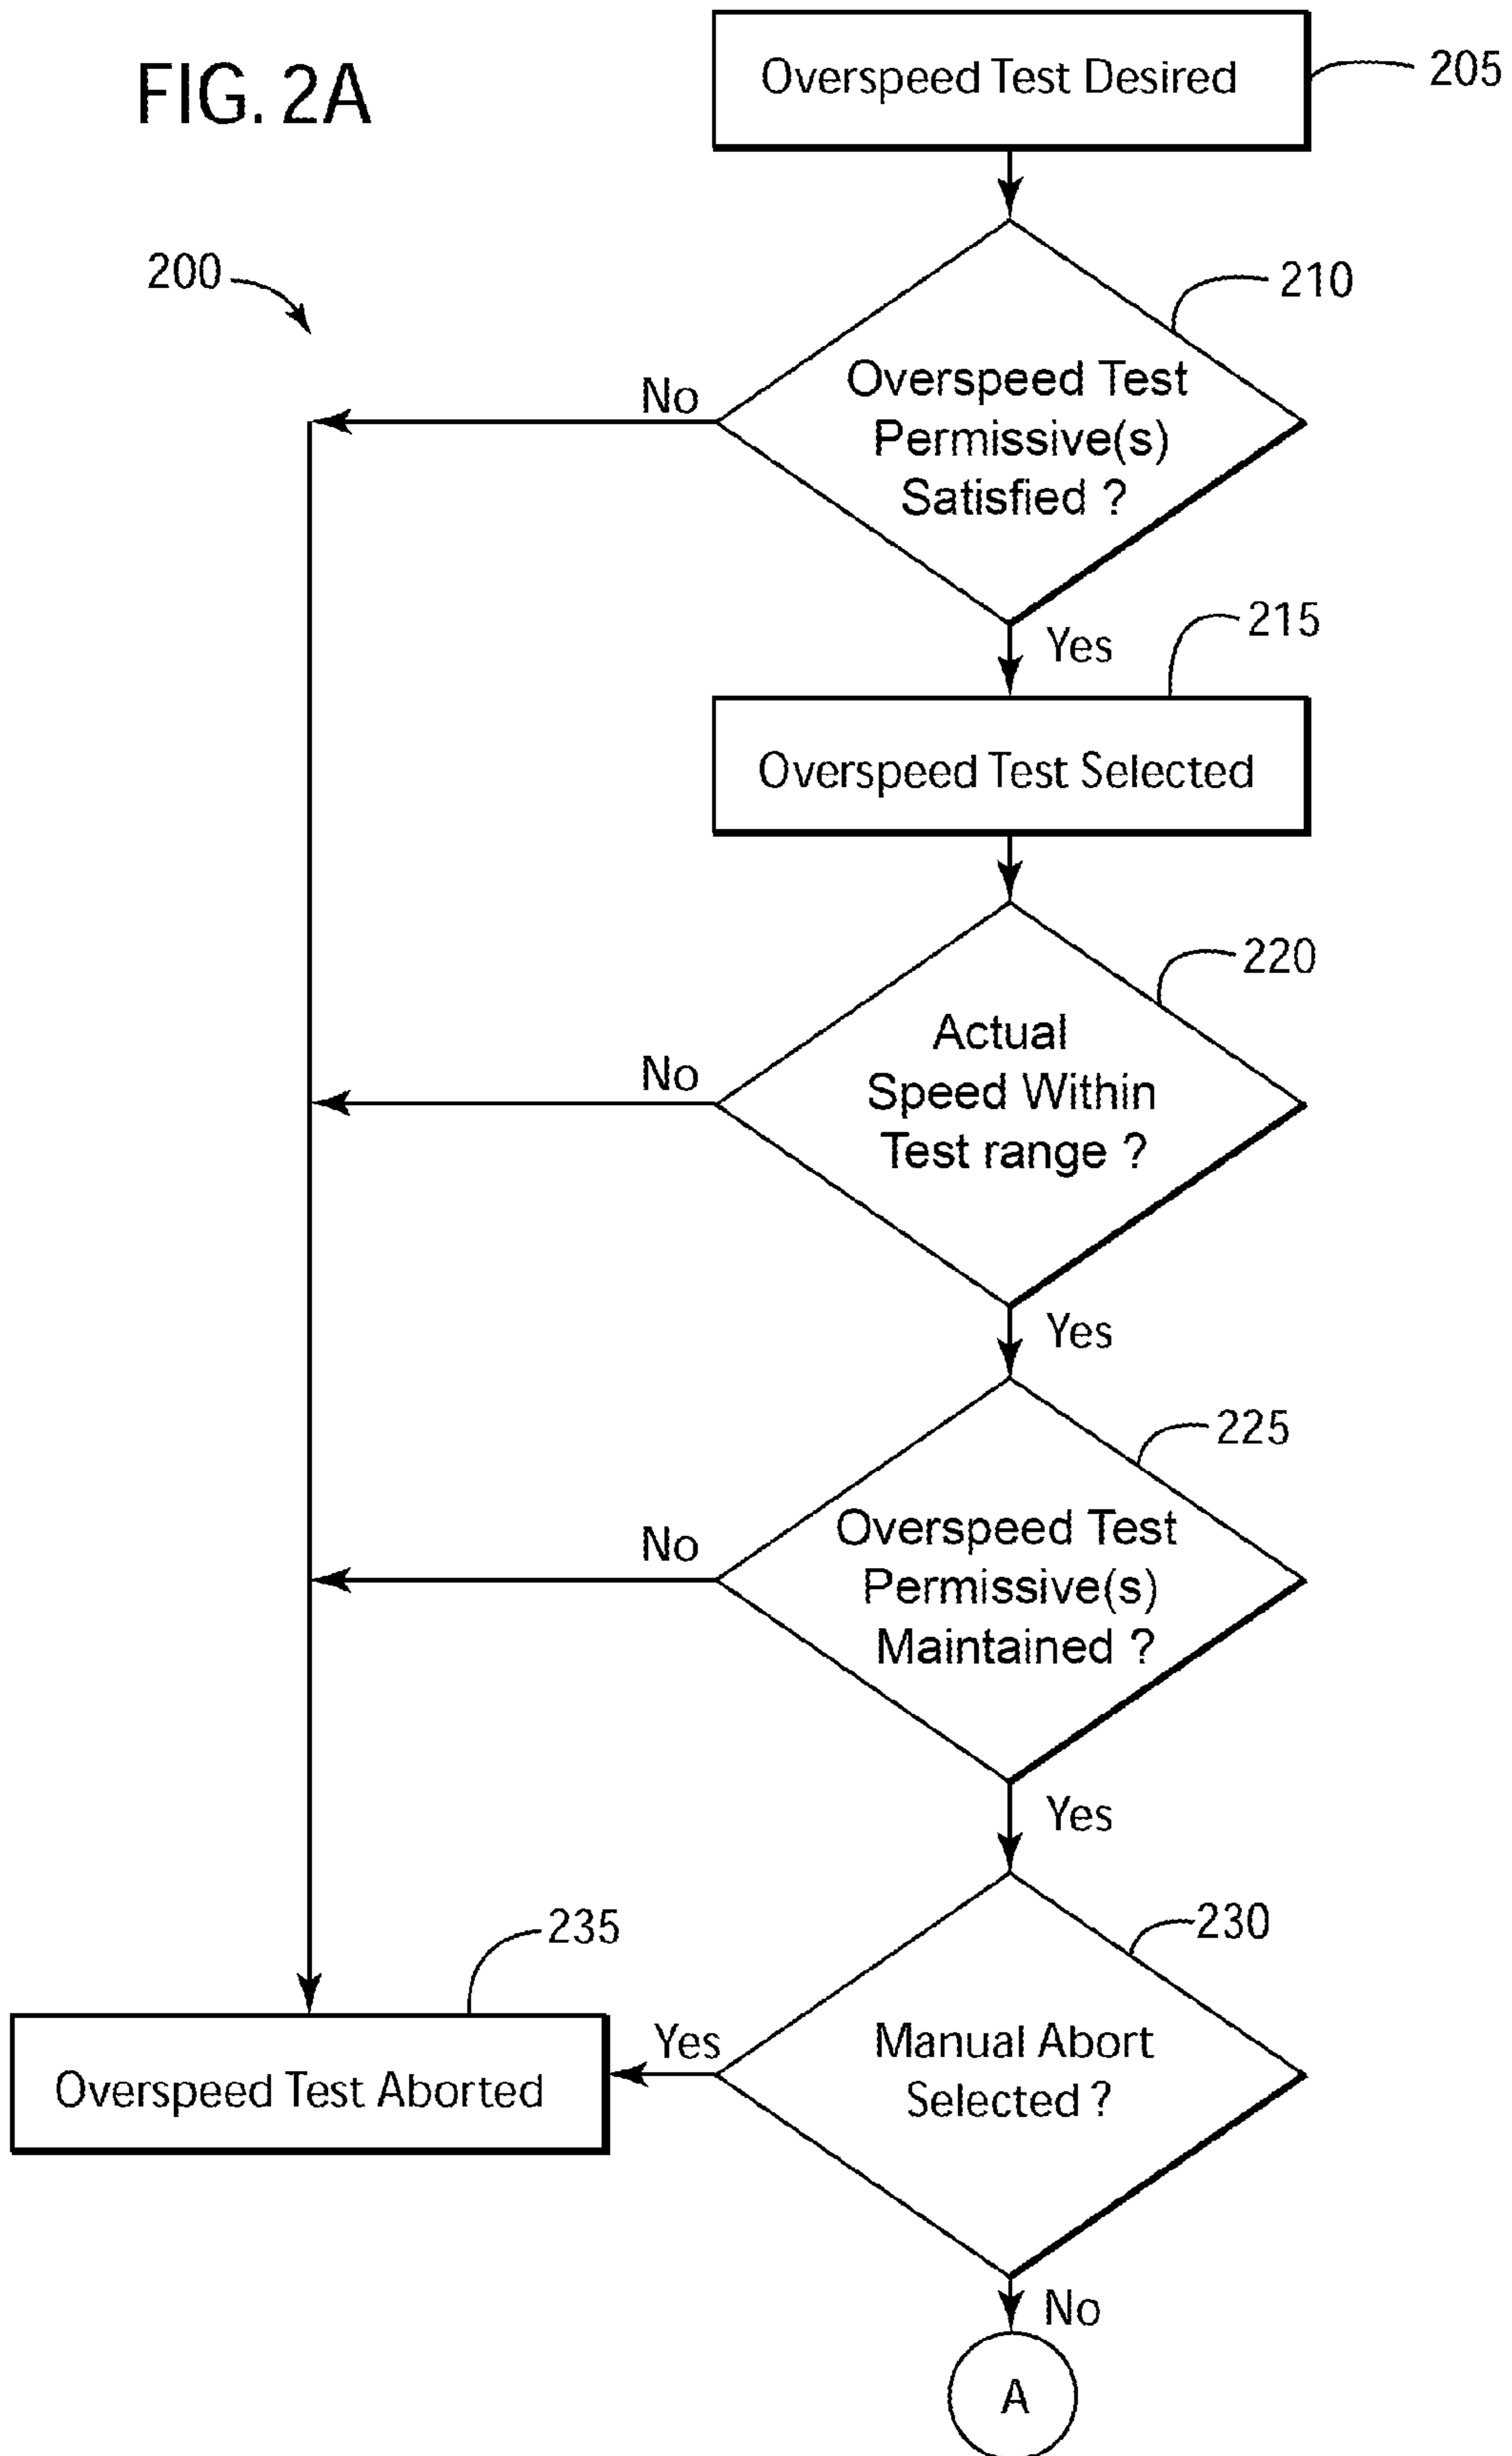 FIG. 2A
Overspeed Test Desired
205
200
210
Overspeed Test
Permissive(s)
Satisfied ?
No
Yes
215
Overspeed Test Selected
220
Actual
Speed Within
Test range ?
No
Yes
225
Overspeed Test
Permissive(s)
Maintained ?
No
Yes
230
235
Manual Abort
Selected ?
Yes
Overspeed Test Aborted
No
A